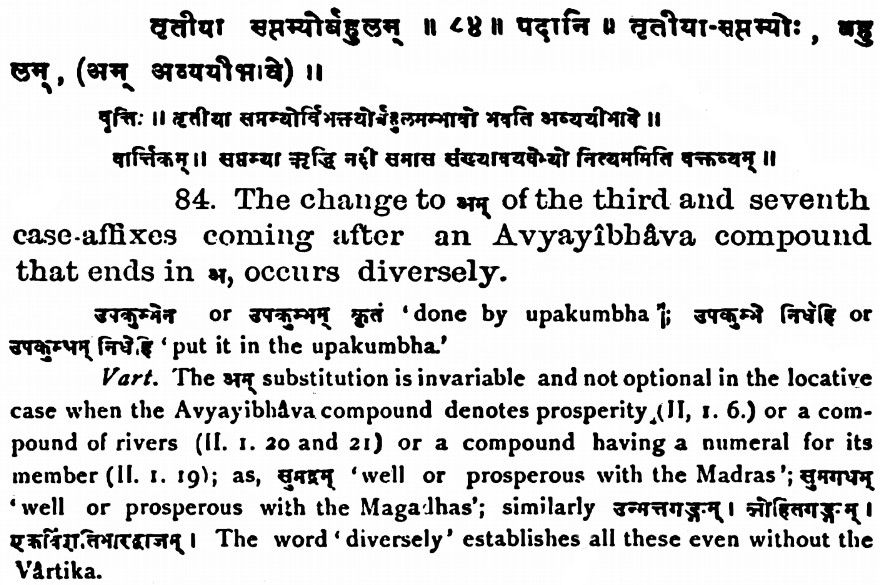 तृतीया सप्तम्योर्बहुलम् ॥ ८४ ॥ पदानि ॥ तृतीया-सप्तम्योः, बहु
लम्, (अम् अव्ययीभावे) ॥
वृत्तिः ॥ तृतीया सप्तम्योर्विभक्तयोर्बहुलमम्भावो भवति अव्ययीभावे ॥
वार्त्तिकम् ॥ सप्तम्या ऋद्धि नदी समास संख्यावयवेभ्यो नित्यममिति वक्तव्यम् ॥
84. The change to अम् of the third and seventh
case-affixes coming after an Avyayîbhâva compound
that ends in अ, occurs diversely.
उपकुम्भेन or उपकुम्भम् कृतं 'done by upakumbha'; उपकुम्भे निधेहि or
उपकुम्भम् निधेहि 'put it in the upakumbha.'
Vart. The अम् substitution is invariable and not optional in the locative
case when the Avyayibhâva compound denotes prosperity (II, 1. 6.) or a com-
pound of rivers (II. 1. 20 and 21) or a compound having a numeral for its
member (II. 1. 19); as, सुमद्रम् 'well or prosperous with the Madras'; सुमगधम्
'well or prosperous with the Magadhas'; similarly उन्मत्तगङ्गम् । लोहितगङ्गम् ।
एकविंशतिभारद्वाजम् । The word 'diversely' establishes all these even without the
Vârtika.